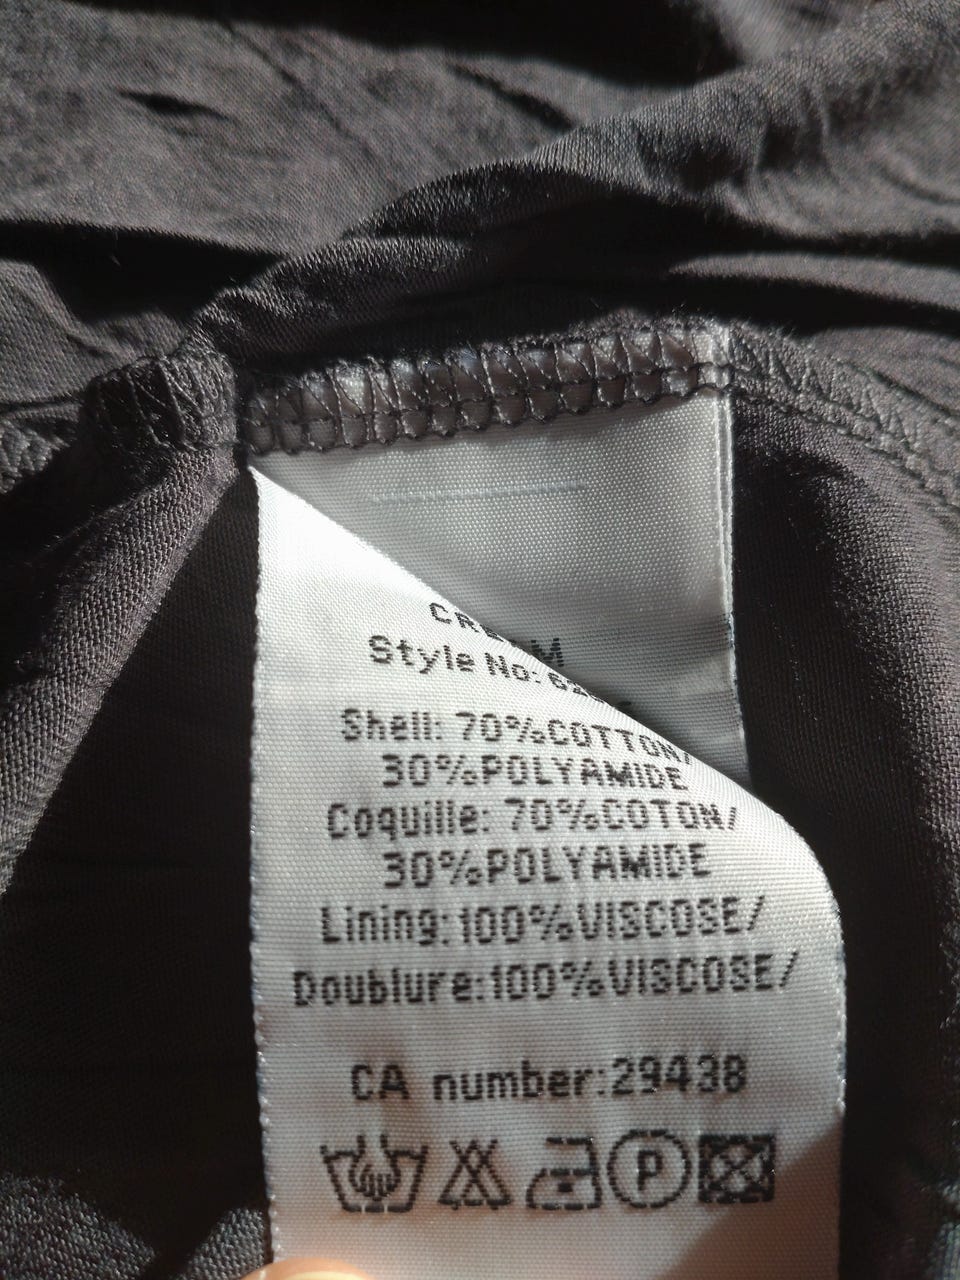 Style No:
Shell: 70%COTTON/
30%POLYAMIDE
Coquille: 70%COTON/
30%POLYAMIDE
Lining:100%VISCOSE/
Doublure:100%VISCOSE/
CA number:29438
P